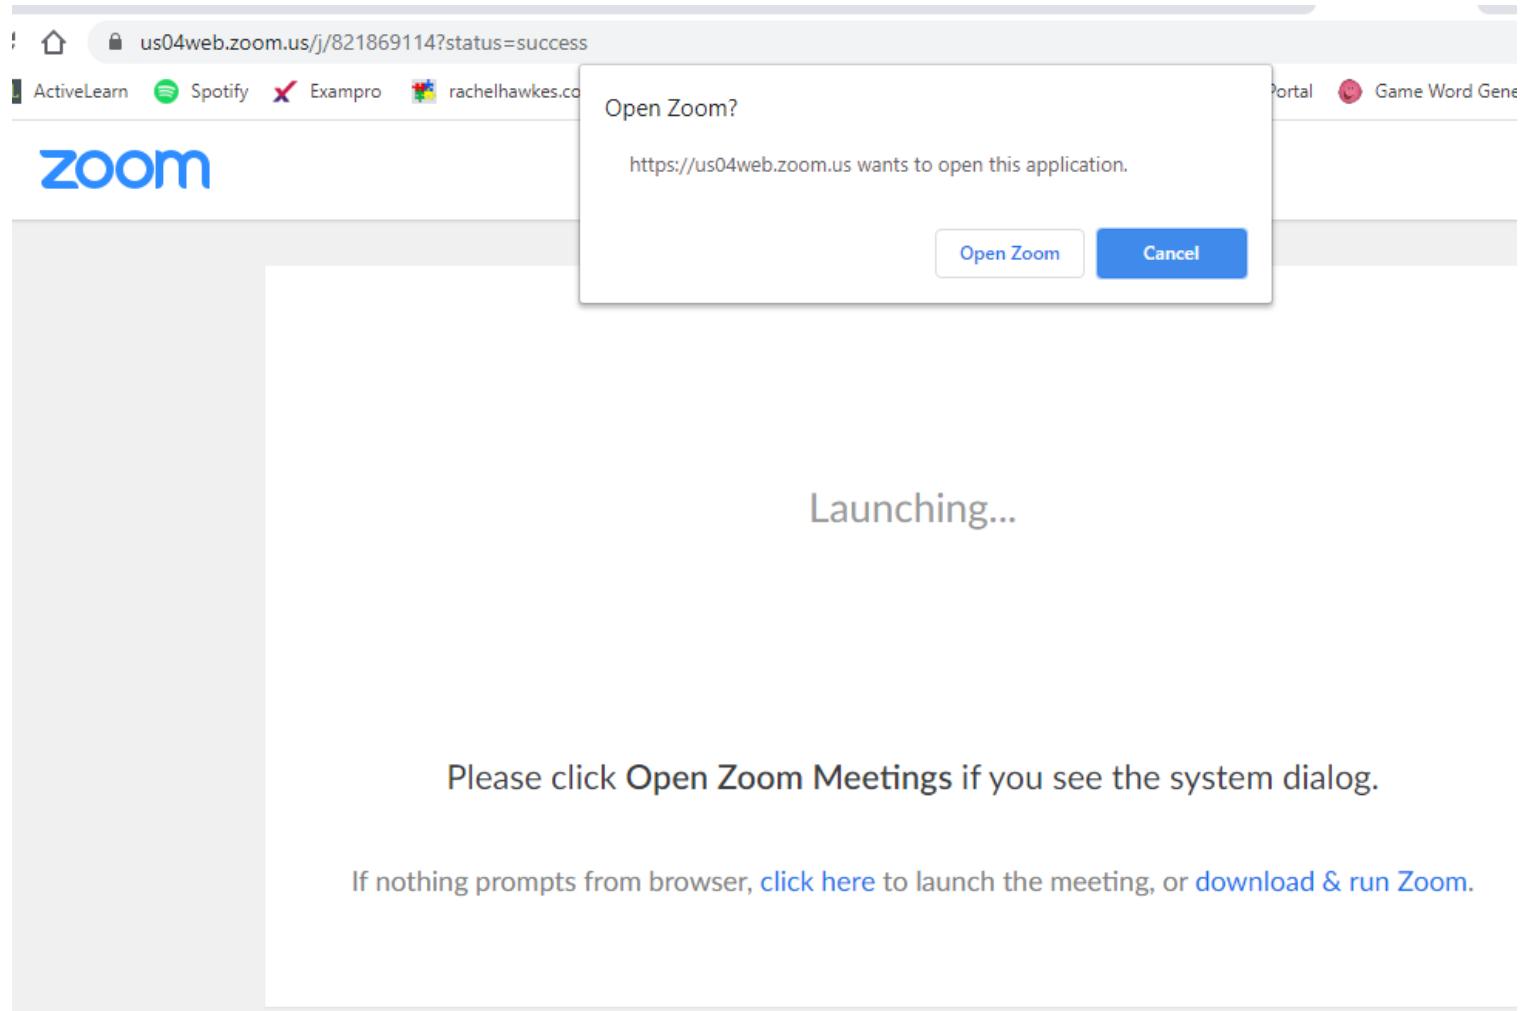 us04web.zoom.us/j/821869114?status=success
ActiveLearn Spotify Exampro rachelhawkes.co Portal Game Word Gene
Open Zoom?
https://us04web.zoom.us wants to open this application.
Open Zoom Cancel
zoom
Launching...
Please click Open Zoom Meetings if you see the system dialog.
If nothing prompts from browser, click here to launch the meeting, or download & run Zoom.